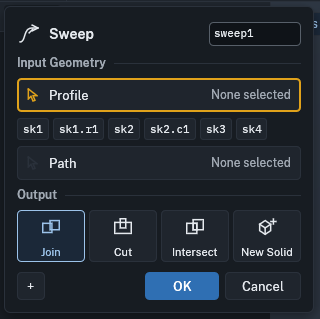 Sweep sweep1
Input Geometry
Profile None selected
sk1 sk1.r1 sk2 sk2.c1 sk3 sk4
Path None selected
Output
Join Cut Intersect New Solid
+ OK Cancel